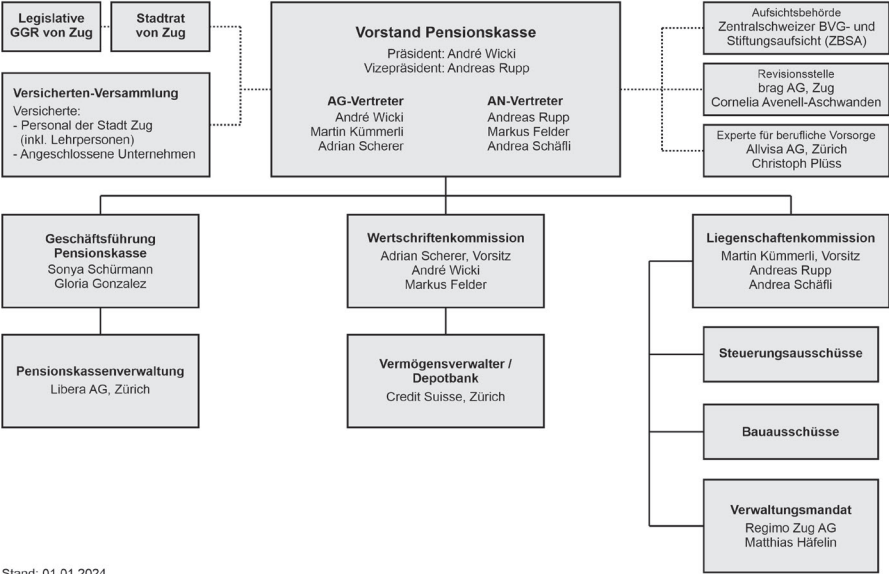 Legislative
GGR von Zug
Stadtrat
von Zug
Versicherten-Versammlung
Versicherte:
- Personal der Stadt Zug
(inkl. Lehrpersonen)
- Angeschlossene Unternehmen
Vorstand Pensionskasse
Präsident: André Wicki
Vizepräsident: Andreas Rupp
AG-Vertreter
André Wicki
Martin Kümmerli
Adrian Scherer
AN-Vertreter
Andreas Rupp
Markus Felder
Andrea Schäfli
Aufsichtsbehörde
Zentralschweizer BVG- und
Stiftungsaufsicht (ZBSA)
Revisionsstelle
brag AG, Zug
Cornelia Avenell-Aschwanden
Experte für berufliche Vorsorge
Allvisa AG, Zürich
Christoph Plüss
Geschäftsführung
Pensionskasse
Sonya Schürmann
Gloria Gonzalez
Wertschriftenkommission
Adrian Scherer, Vorsitz
André Wicki
Markus Felder
Liegenschaftenkommission
Martin Kümmerli, Vorsitz
Andreas Rupp
Andrea Schäfli
Pensionskassenverwaltung
Libera AG, Zürich
Vermögensverwalter /
Depotbank
Credit Suisse, Zürich
Steuerungsausschüsse
Bauausschüsse
Verwaltungsmandat
Regimo Zug AG
Matthias Häfelin
Stand: 01.01.2024